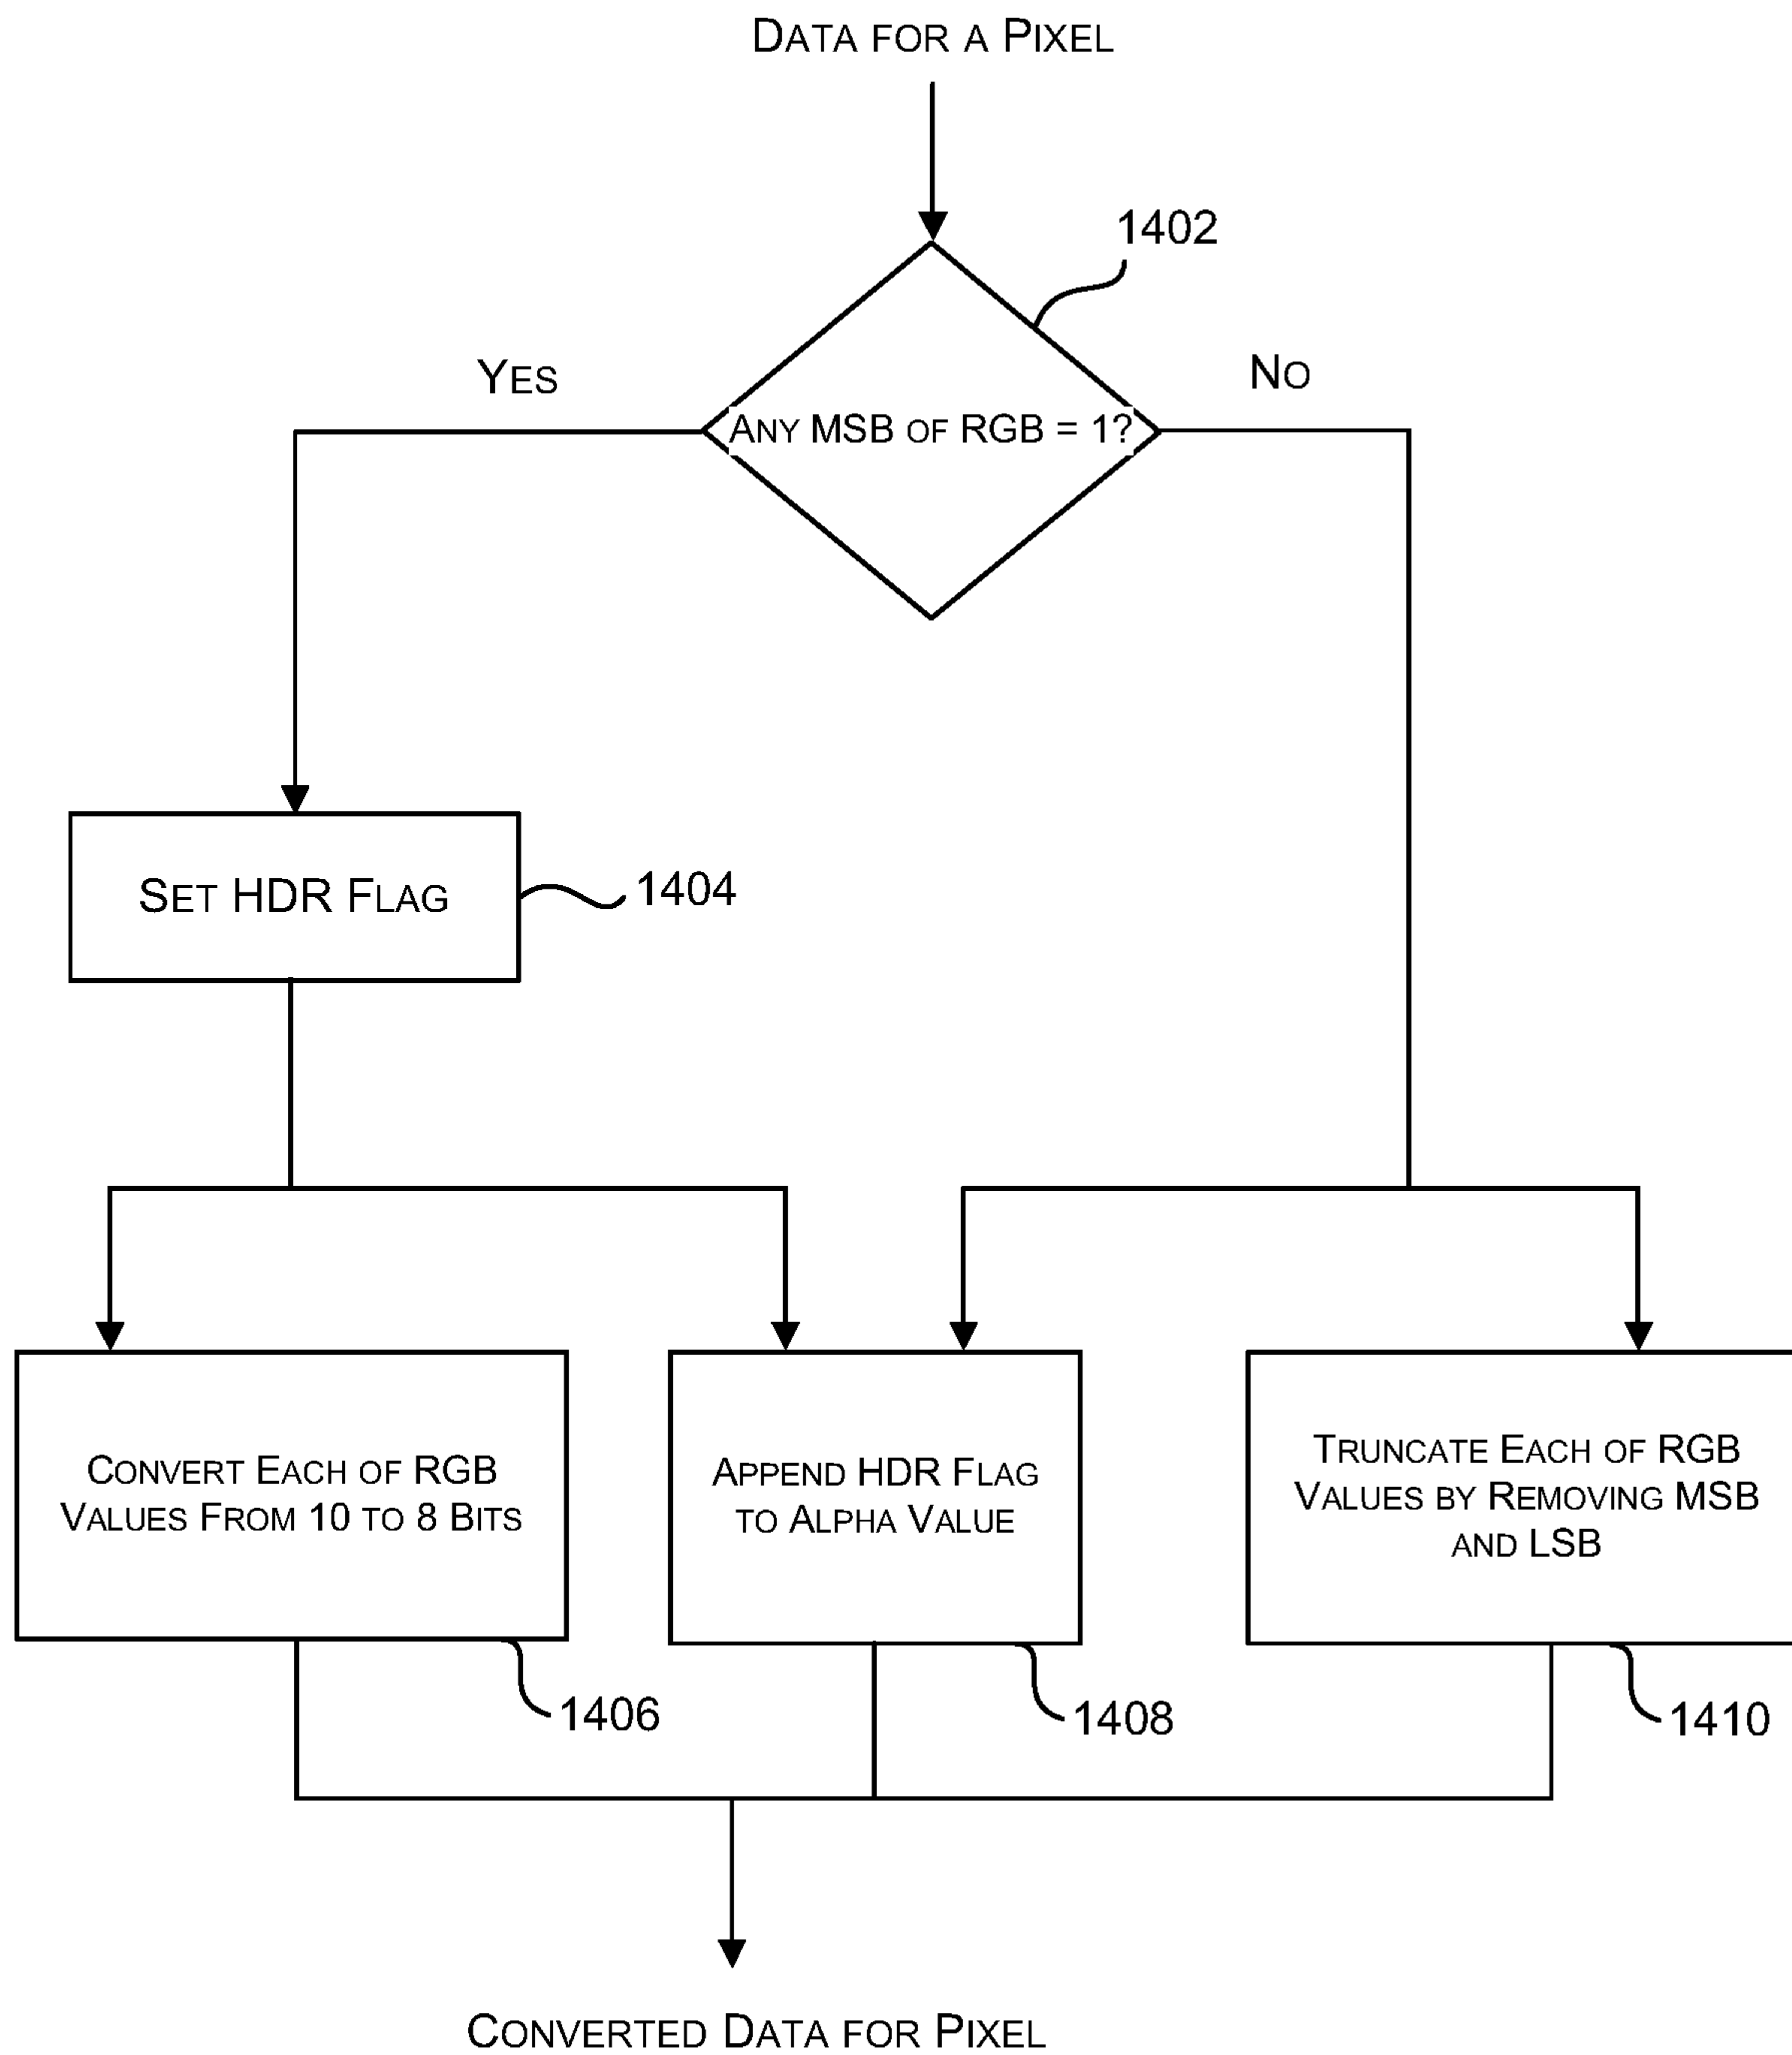 DATA FOR A PIXEL
1402
YES
NO
ANY MSB OF RGB = 1?
SET HDR FLAG
1404
CONVERT EACH OF RGB
VALUES FROM 10 TO 8 BITS
APPEND HDR FLAG
TO ALPHA VALUE
TRUNCATE EACH OF RGB
VALUES BY REMOVING MSB
AND LSB
1406
1408
1410
CONVERTED DATA FOR PIXEL